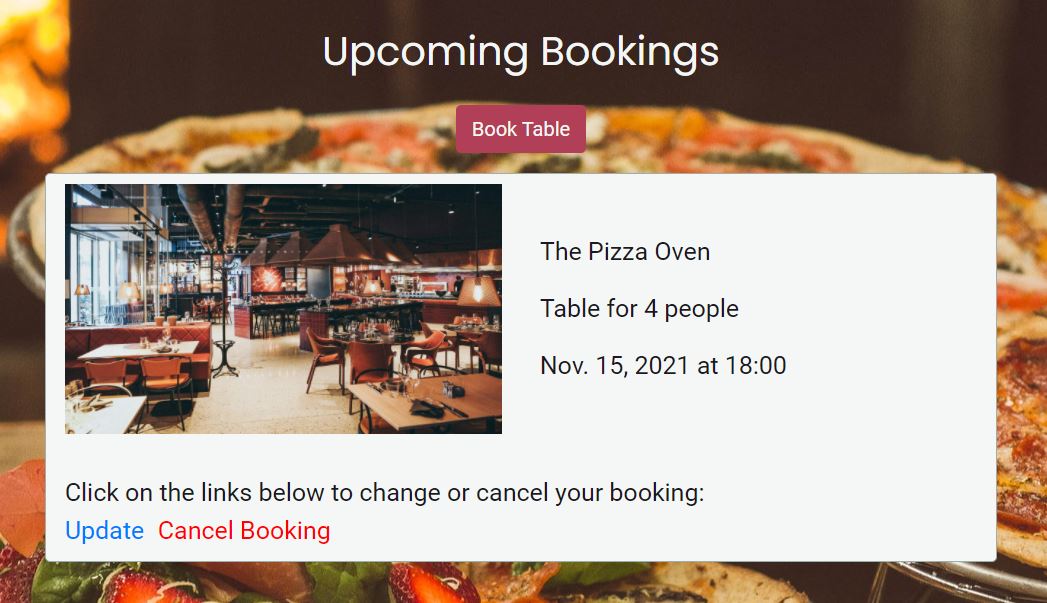 Upcoming Bookings
Book Table
The Pizza Oven
Table for 4 people
Nov. 15, 2021 at 18:00
Click on the links below to change or cancel your booking:
Update Cancel Booking